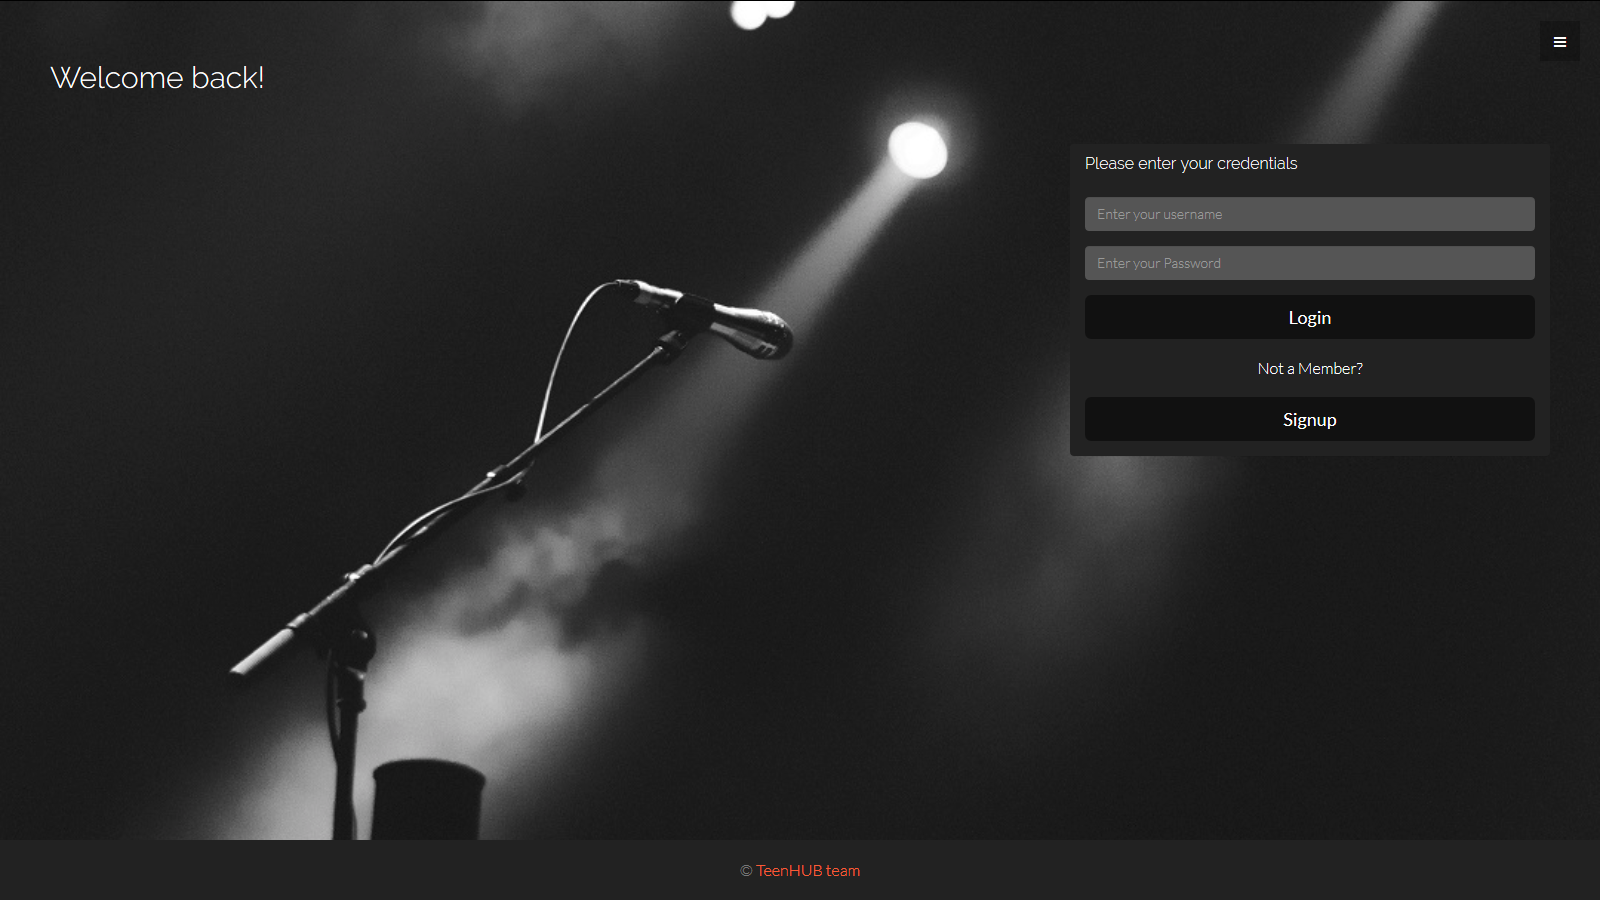 Welcome back!
Please enter your credentials
Enter your username
Enter your Password
Login
Not a Member?
Signup
© TeenHUB team